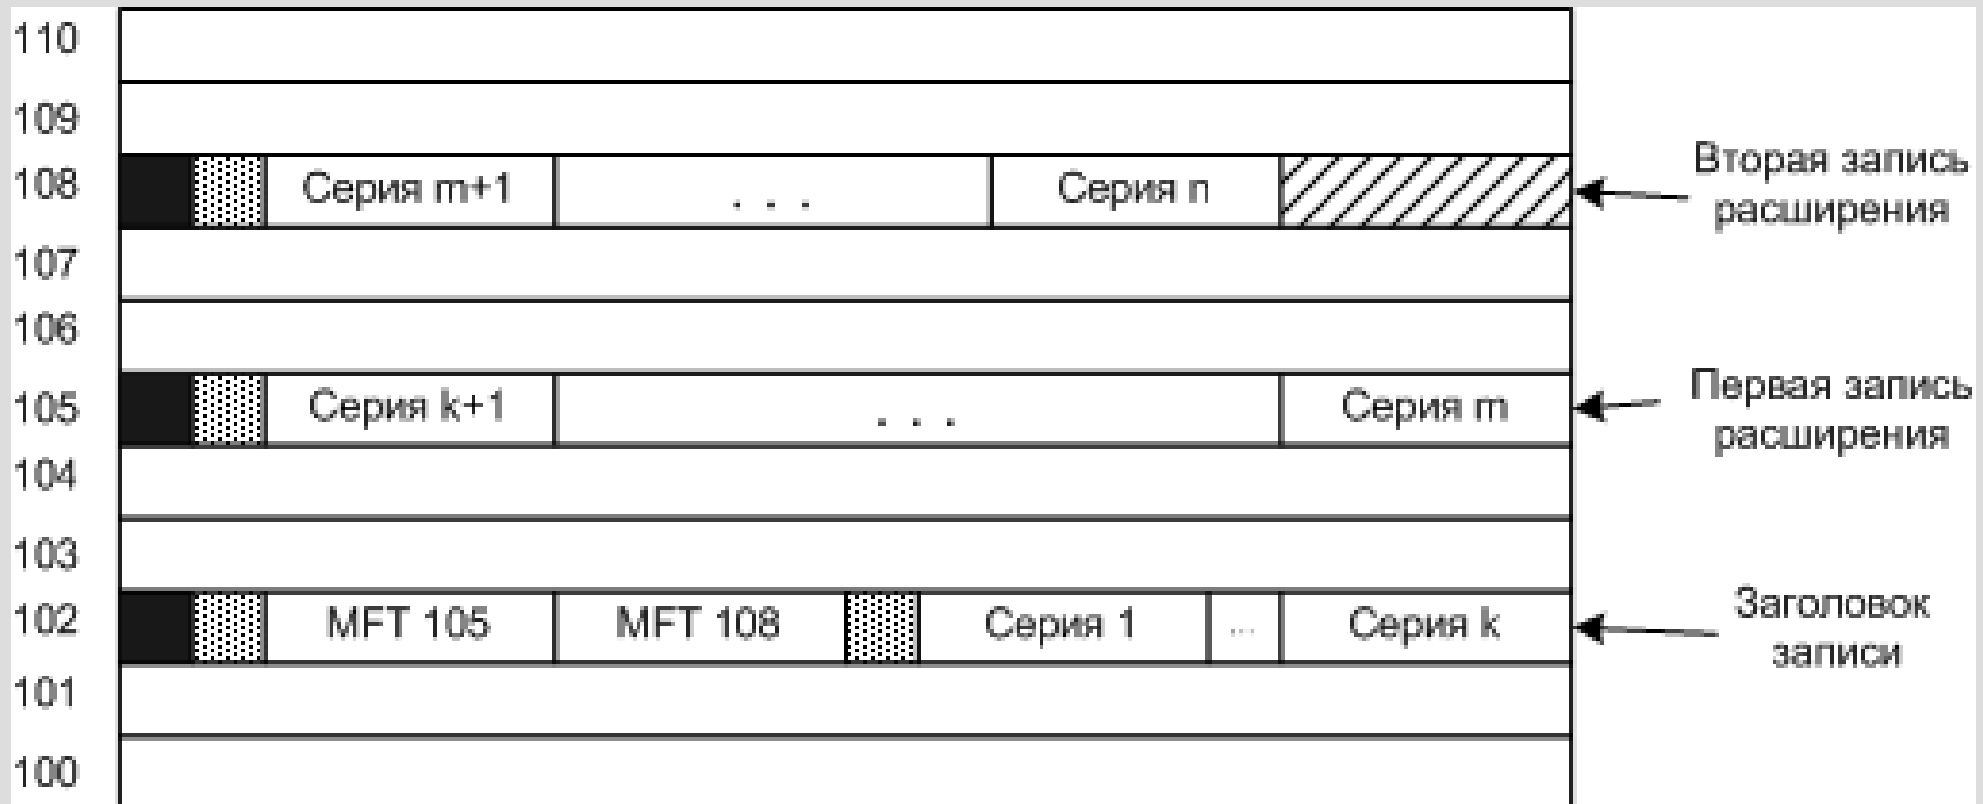 110
109
108 Серия m+1 . . . Серия n
Вторая запись
расширения
107
106
105 Серия k+1 . . . Серия m
Первая запись
расширения
104
103
102 MFT 105 MFT 108 Серия 1 ... Серия k
Заголовок
записи
101
100